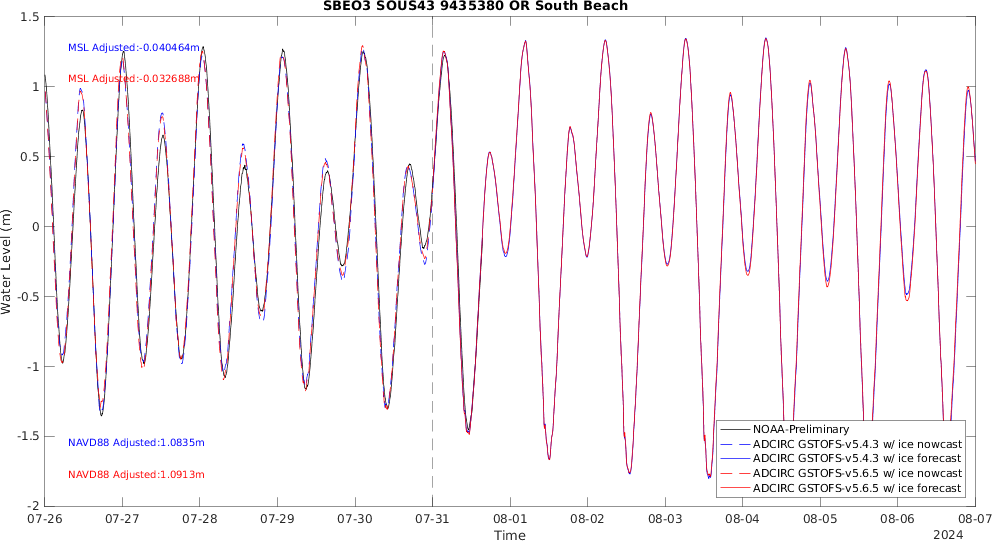 SBEO3 SOUS43 9435380 OR South Beach
MSL Adjusted:-0.040464m
MSL Adjusted:-0.032688m
NAVD88 Adjusted:1.0835m
NAVD88 Adjusted:1.0913m
Water Level (m)
1.5
1
0.5
0
-0.5
-1
-1.5
-2
NOAA-Preliminary
ADCIRC GSTOFS-v5.4.3 w/ ice nowcast
ADCIRC GSTOFS-v5.4.3 w/ ice forecast
ADCIRC GSTOFS-v5.6.5 w/ ice nowcast
ADCIRC GSTOFS-v5.6.5 w/ ice forecast
07-26 07-27 07-28 07-29 07-30 07-31 08-01 08-02 08-03 08-04 08-05 08-06 08-07
Time
2024